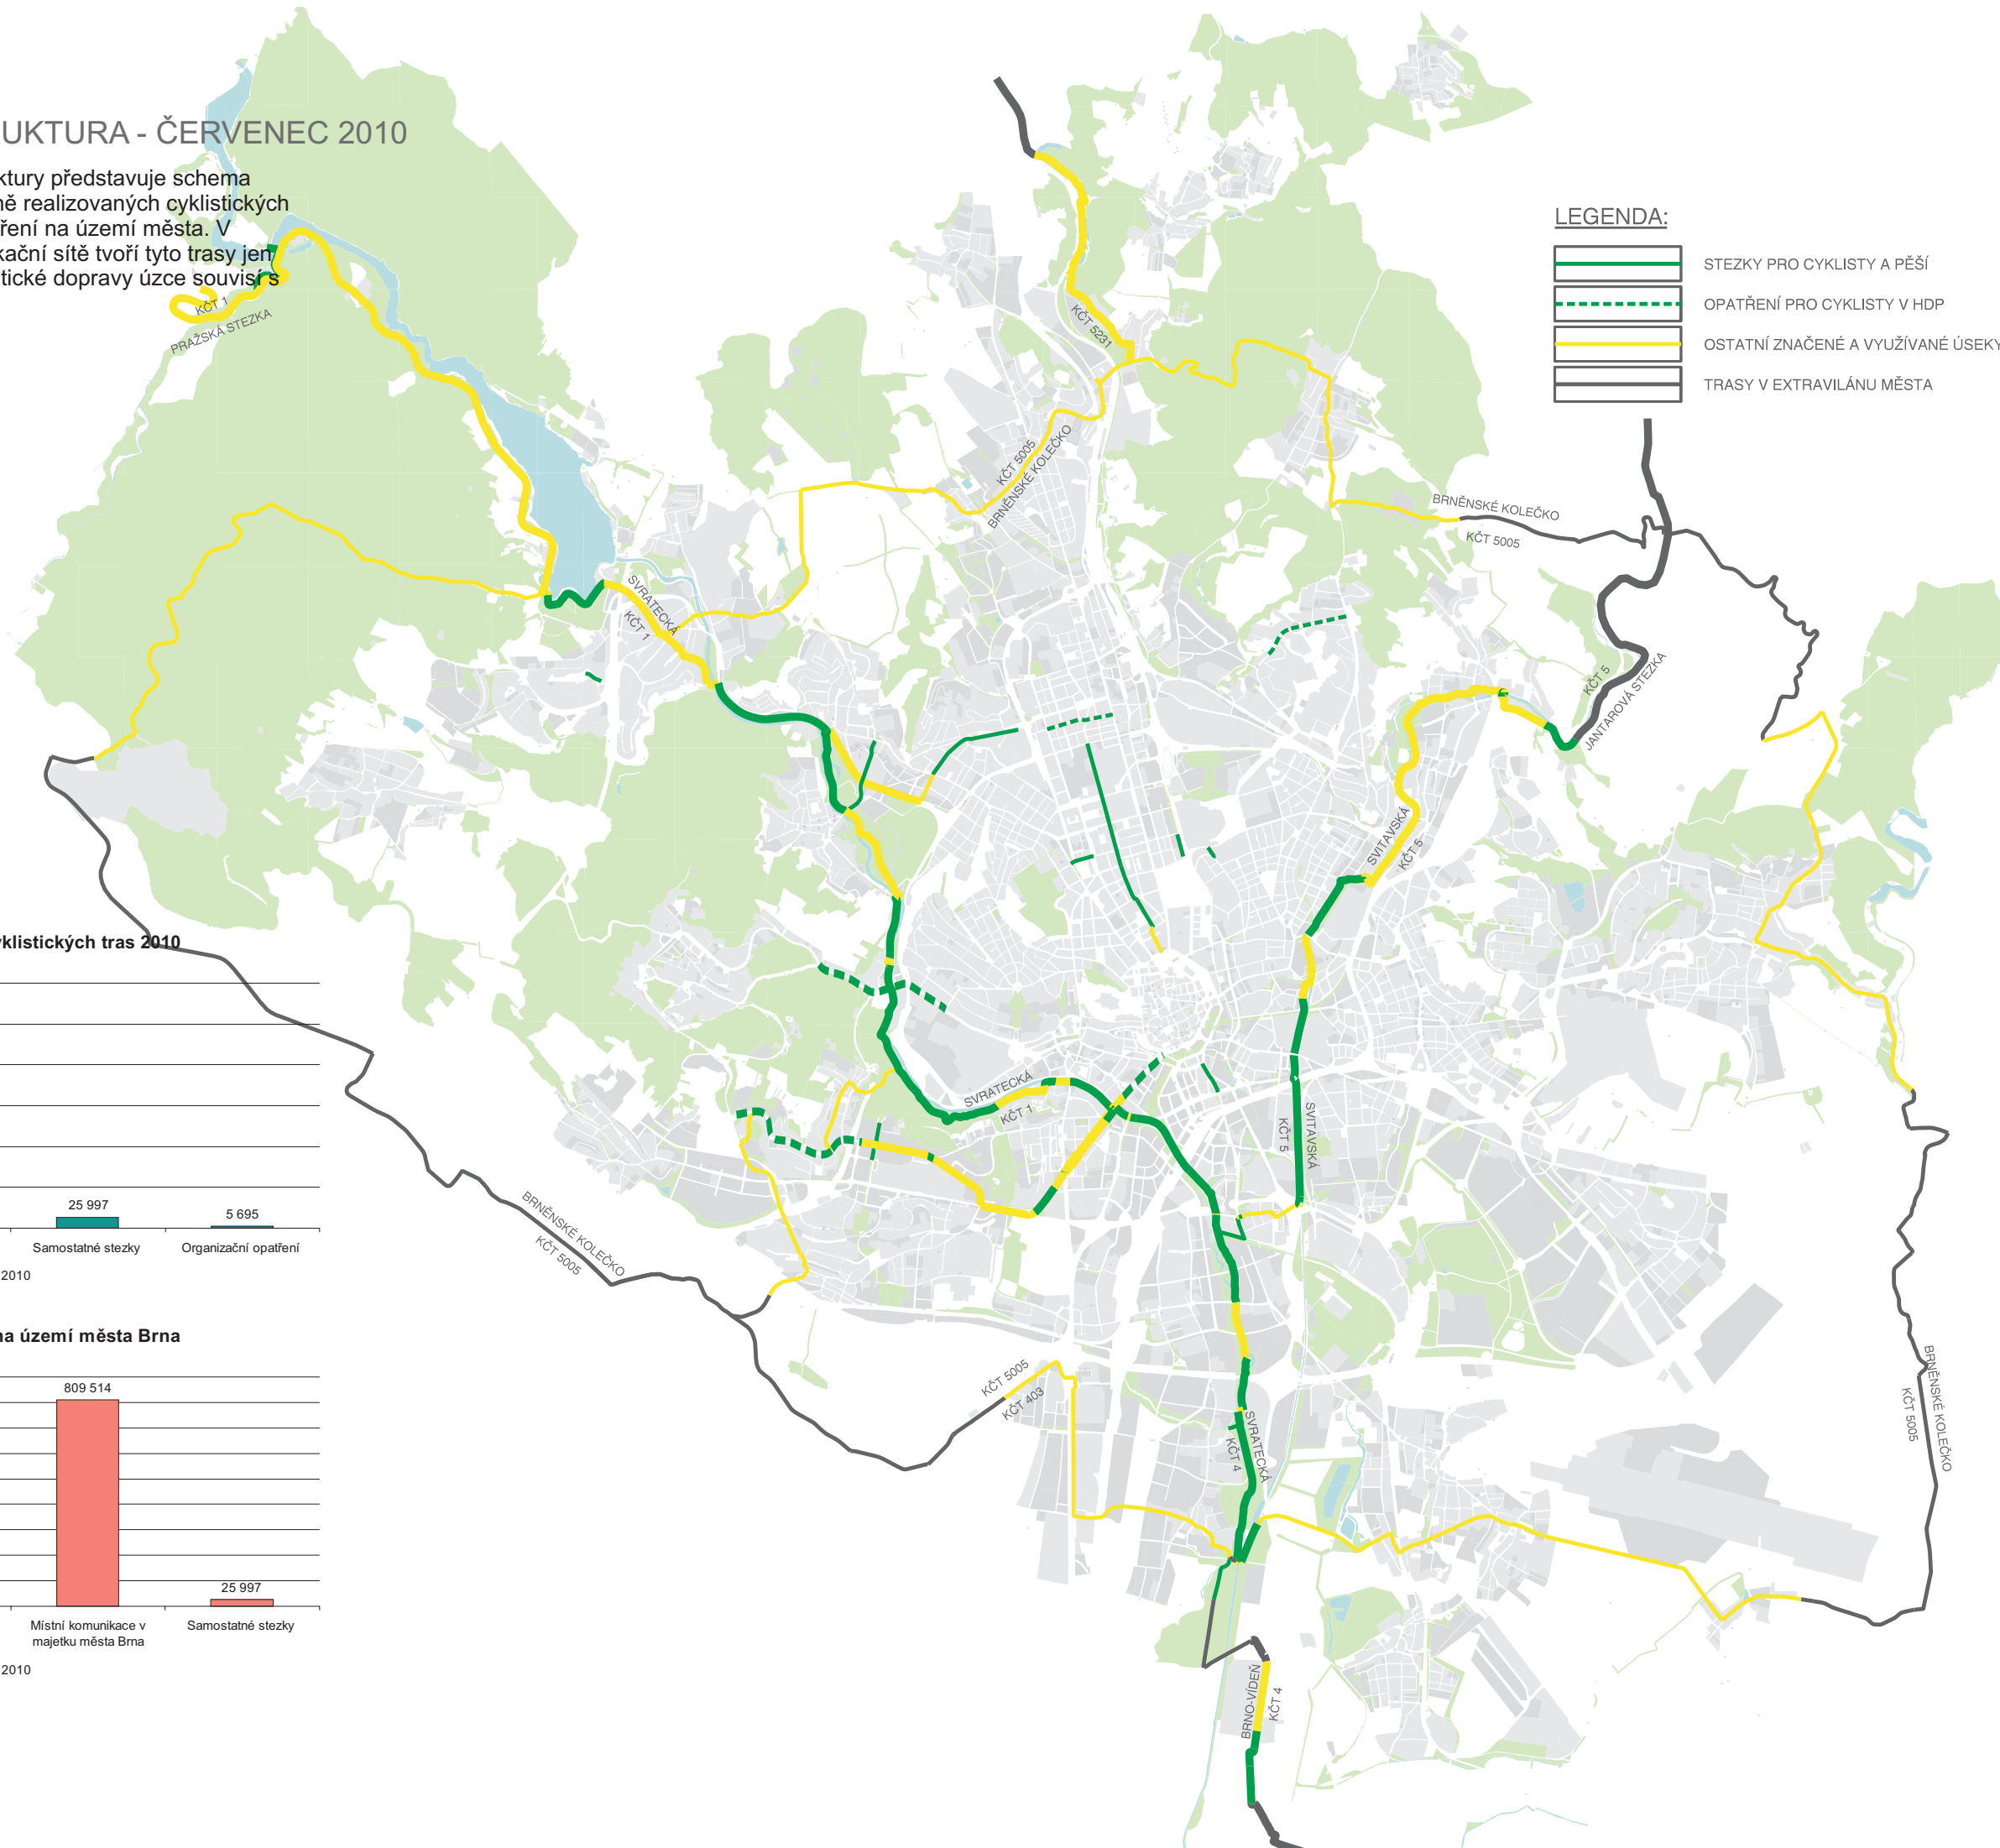 UKTURA - ČERVENEC 2010
ktury představuje schema
ně realizovaných cyklistických
ření na území města. V
kační sítě tvoří tyto trasy jen
tické dopravy úzce souvisí s
LEGENDA:
STEZKY PRO CYKLISTY A PĚŠÍ
OPATŘENÍ PRO CYKLISTY V HDP
OSTATNÍ ZNAČENÉ A VYUŽÍVANÉ ÚSEKY
TRASY V EXTRAVILÁNU MĚSTA
KČT 1
PRAŽSKÁ STEZKA
KČT 5231
KČT 5005
BRNĚNSKÉ KOLEČKO
BRNĚNSKÉ KOLEČKO
KČT 5005
SVRATECKÁ
KČT 1
KČT 5
JANTAROVÁ STEZKA
SVITAVSKÁ
KČT 5
SVRATECKÁ
KČT 1
SVITAVSKÁ
KČT 5
BRNĚNSKÉ KOLEČKO
KČT 5005
KČT 5005
KČT 403
SVRATECKÁ
KČT 4
BRNĚNSKÉ KOLEČKO
KČT 5005
BRNO-VÍDEŇ
KČT 4
yklistických tras 2010
25 997
5 695
Samostatné stezky
Organizační opatření
2010
na území města Brna
809 514
25 997
Místní komunikace v
majetku města Brna
Samostatné stezky
2010